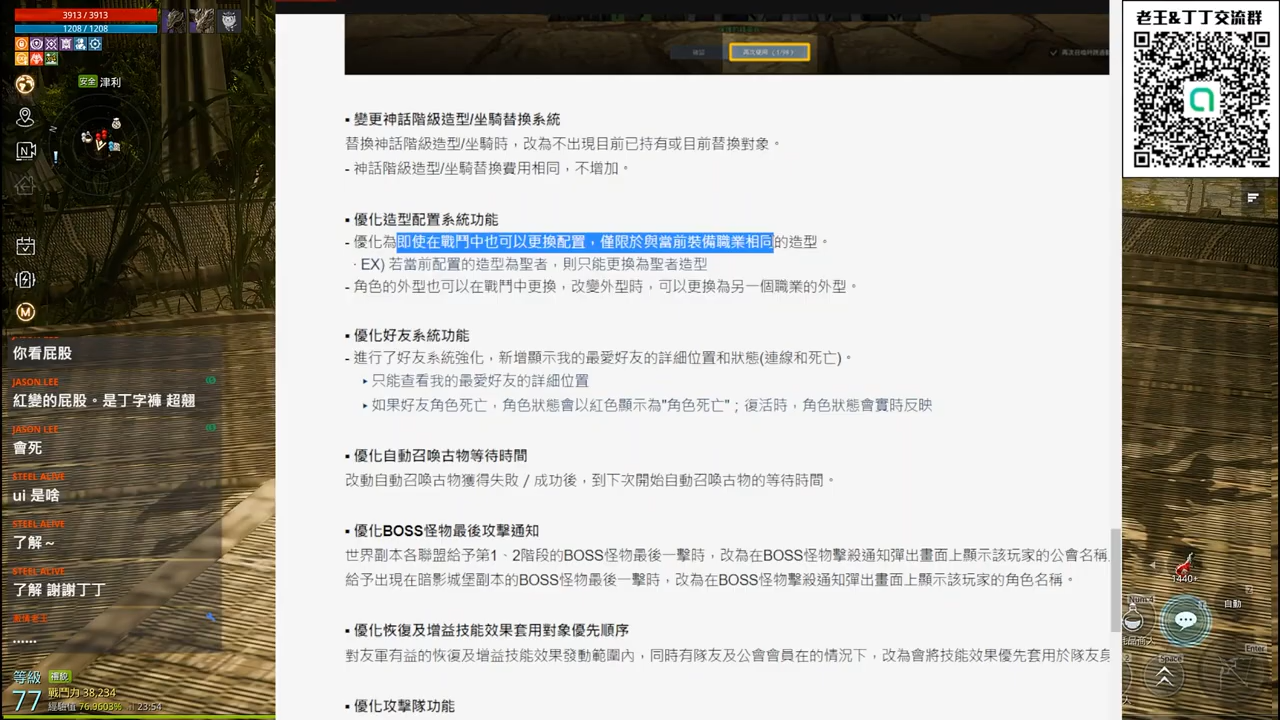 3913 / 3913
1208 / 1208
安全 津利
N
M
你看屁股
JASON LEE
紅變的屁股。是丁字褲 超翹
JASON LEE
會死
STEEL ALIVE
ui 是啥
STEEL ALIVE
了解 ~
STEEL ALIVE
了解 謝謝丁丁
......
等級
77
戰鬥力 38,234
經驗值 76.9603%
23:54
再次使用
▪ 變更神話階級造型/坐騎替換系統
替換神話階級造型/坐騎時，改為不出現目前已持有或目前替換對象。
- 神話階級造型/坐騎替換費用相同，不增加。
▪ 優化造型配置系統功能
- 優化為即使在戰鬥中也可以更換配置，僅限於與當前裝備職業相同的造型。
· EX) 若當前配置的造型為聖者，則只能更換為聖者造型
- 角色的外型也可以在戰鬥中更換，改變外型時，可以更換為另一個職業的外型。
▪ 優化好友系統功能
- 進行了好友系統強化，新增顯示我的最愛好友的詳細位置和狀態(連線和死亡)。
▸ 只能查看我的最愛好友的詳細位置
▸ 如果好友角色死亡，角色狀態會以紅色顯示為"角色死亡"；復活時，角色狀態會實時反映
▪ 優化自動召喚古物等待時間
改動自動召喚古物獲得失敗 / 成功後，到下次開始自動召喚古物的等待時間。
▪ 優化BOSS怪物最後攻擊通知
世界副本各聯盟給予第1、2階段的BOSS怪物最後一擊時，改為在BOSS怪物擊殺通知彈出畫面上顯示該玩家的公會名稱
給予出現在暗影城堡副本的BOSS怪物最後一擊時，改為在BOSS怪物擊殺通知彈出畫面上顯示該玩家的角色名稱。
▪ 優化恢復及增益技能效果套用對象優先順序
對友軍有益的恢復及增益技能效果發動範圍內，同時有隊友及公會會員在的情況下，改為會將技能效果優先套用於隊友身
▪ 優化攻擊隊功能
老王&丁丁交流群
1440+
Num4
自動
Space
Enter